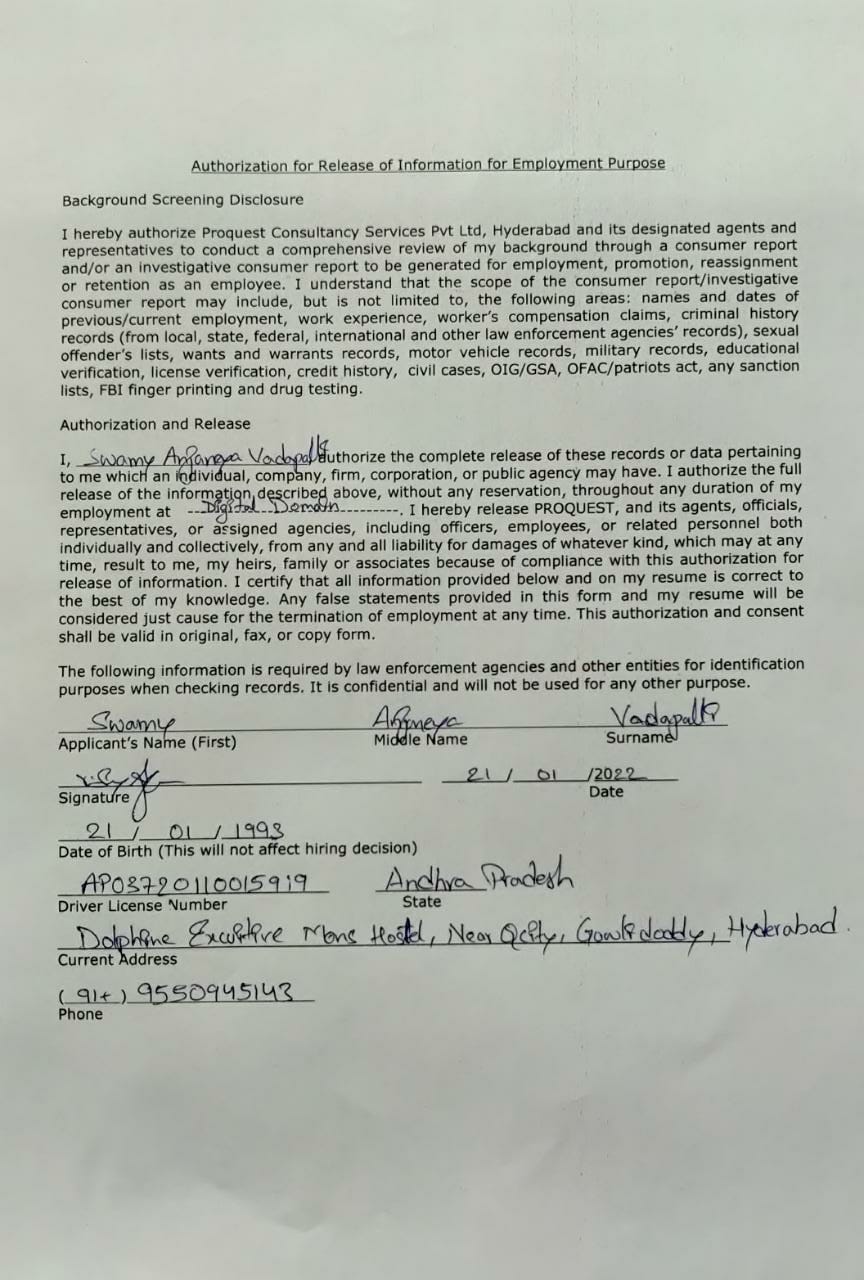 Authorization for Release of Information for Employment Purpose
Background Screening Disclosure
I hereby authorize Proquest Consultancy Services Pvt Ltd, Hyderabad and its designated agents and
representatives to conduct a comprehensive review of my background through a consumer report
and/or an investigative consumer report to be generated for employment, promotion, reassignment
or retention as an employee. I understand that the scope of the consumer report/investigative
consumer report may include, but is not limited to, the following areas: names and dates of
previous/current employment, work experience, worker's compensation claims, criminal history
records (from local, state, federal, international and other law enforcement agencies' records), sexual
offender's lists, wants and warrants records, motor vehicle records, military records, educational
verification, license verification, credit history, civil cases, OIG/GSA, OFAC/patriots act, any sanction
lists, FBI finger printing and drug testing.
Authorization and Release
I, Swamy Vadapalli authorize the complete release of these records or data pertaining
to me which an individual, company, firm, corporation, or public agency may have. I authorize the full
release of the information described above, without any reservation, throughout any duration of my
employment at Digital Domain. I hereby release PROQUEST, and its agents, officials,
representatives, or assigned agencies, including officers, employees, or related personnel both
individually and collectively, from any and all liability for damages of whatever kind, which may at any
time, result to me, my heirs, family or associates because of compliance with this authorization for
release of information. I certify that all information provided below and on my resume is correct to
the best of my knowledge. Any false statements provided in this form and my resume will be
considered just cause for the termination of employment at any time. This authorization and consent
shall be valid in original, fax, or copy form.
The following information is required by law enforcement agencies and other entities for identification
purposes when checking records. It is confidential and will not be used for any other purpose.
Swamy Anjneya Vadapalli
Applicant's Name (First) Middle Name Surname
21 / 01 /2022
Signature Date
21 / 01 / 1993
Date of Birth (This will not affect hiring decision)
AP03720110015919 Andhra Pradesh
Driver License Number State
Dolphine Excutive Mens Hostel, Near Qcity, Gowlidoddy, Hyderabad.
Current Address
( 91+ ) 9550945143
Phone